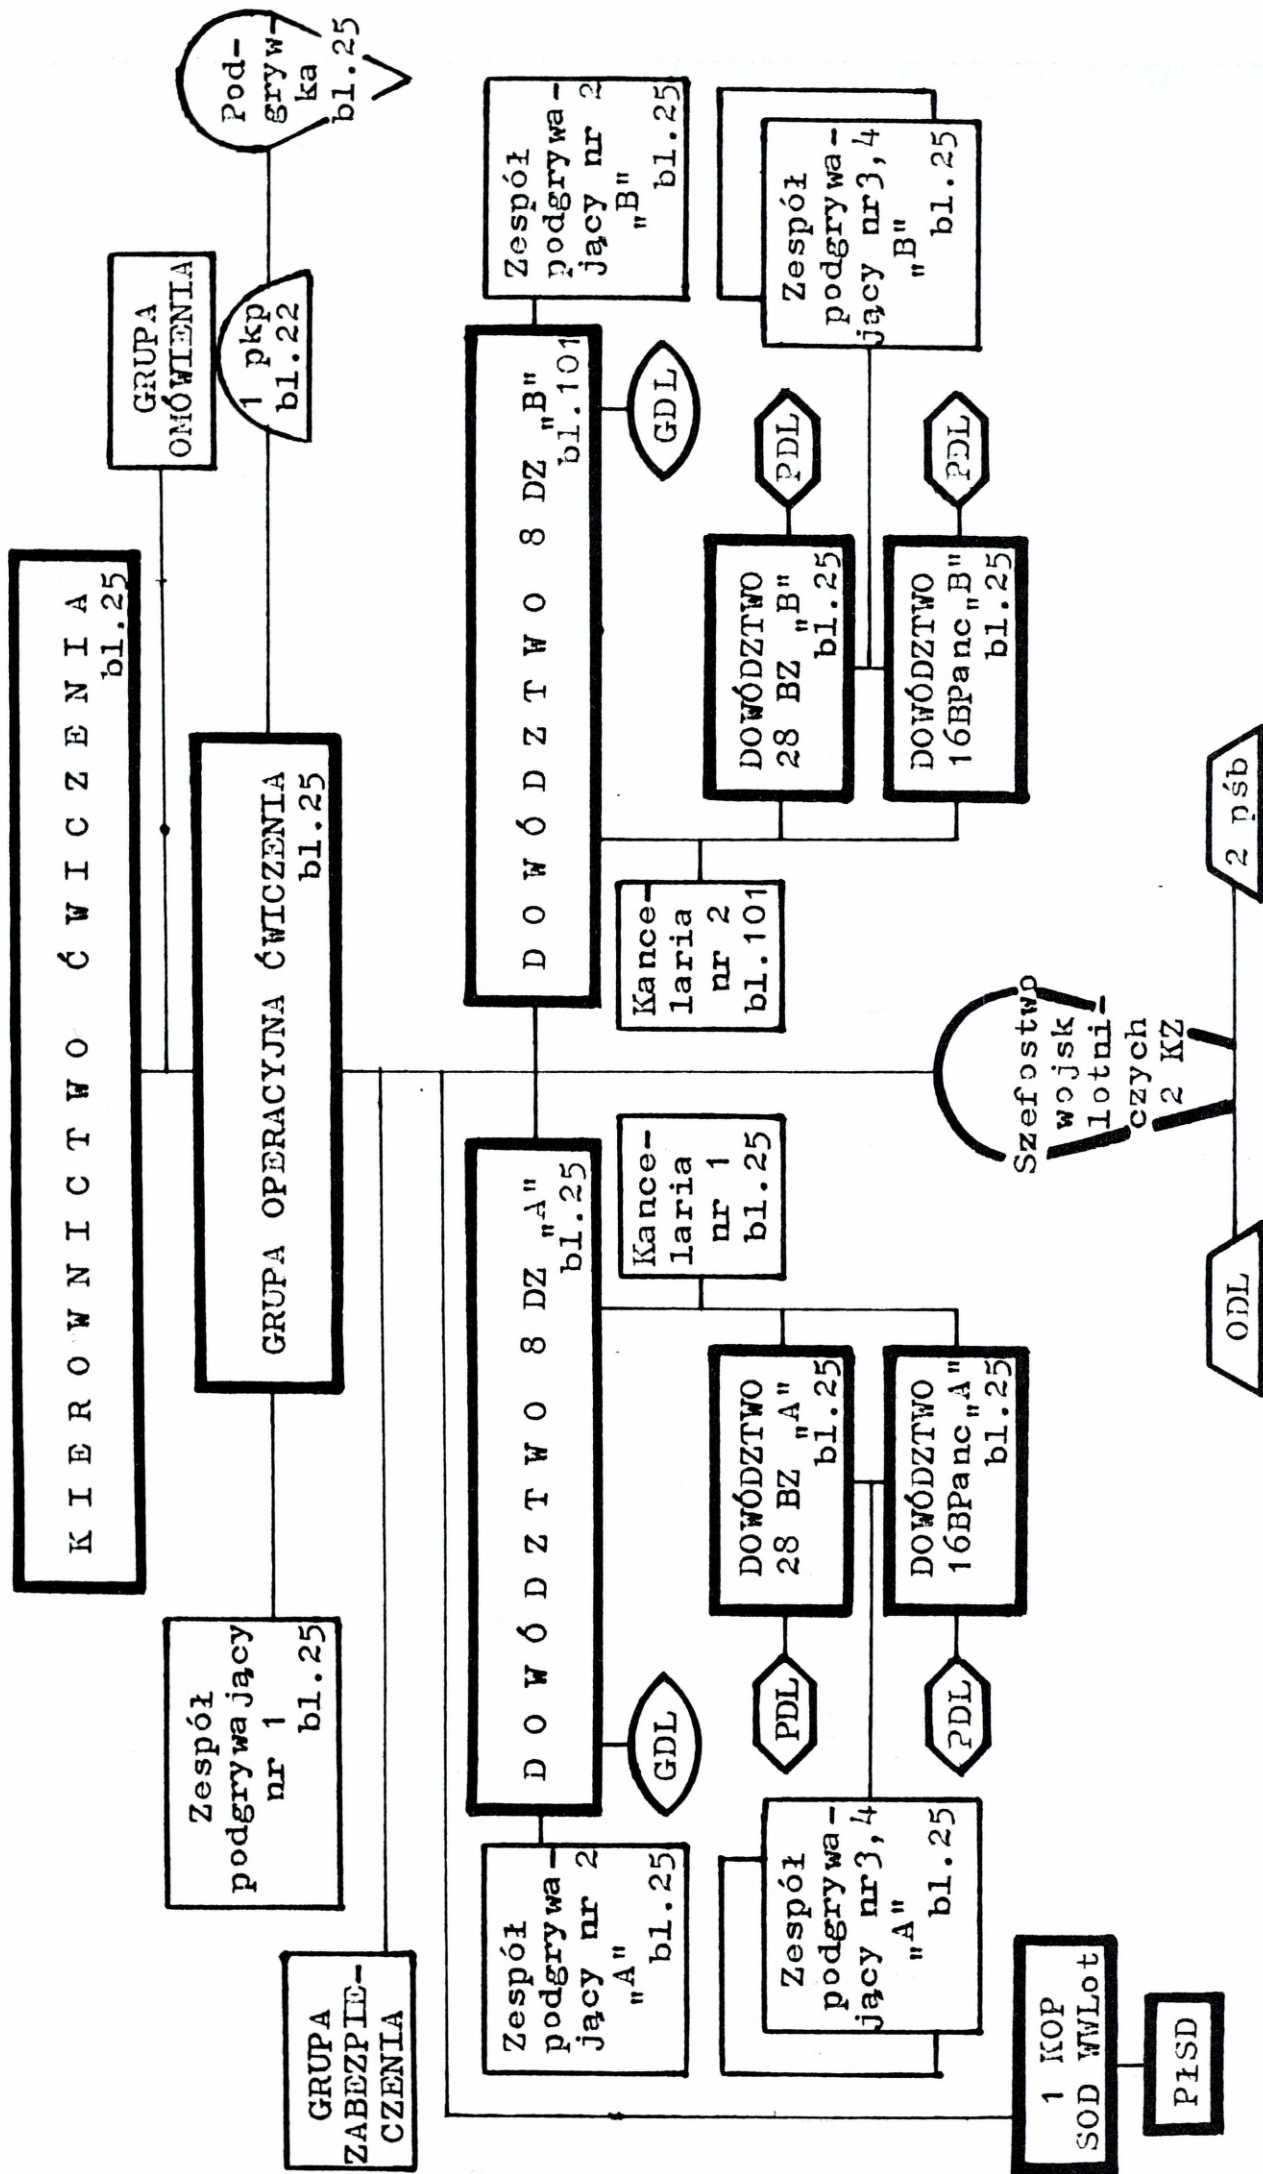 KIEROWNICTWO ĆWICZENIA
bl.25
GRUPA
OMÓWIENIA
Zespół
podgrywający
nr 1
bl.25
GRUPA OPERACYJNA ĆWICZENIA
bl.25
1 pkp
bl.22
Pod-
gryw-
ka
bl.25
GRUPA
ZABEZPIE-
CZENIA
Zespół
podgrywa-
jący nr 2
"A"
bl.25
DOWÓDZTWO 8 DZ "A"
bl.25
DOWÓDZTWO 8 DZ "B"
bl.101
Zespół
podgrywa-
jący nr 2
"B"
bl.25
GDL
Kance-
laria
nr 1
bl.25
Kance-
laria
nr 2
bl.101
GDL
Zespół
podgrywa-
jący nr3,4
"A"
bl.25
PDL
DOWÓDZTWO
28 BZ "A"
bl.25
DOWÓDZTWO
28 BZ "B"
bl.25
PDL
Zespół
podgrywa-
jący nr3,4
"B"
bl.25
PDL
DOWÓDZTWO
16BPanc„A"
bl.25
DOWÓDZTWO
16BPanc„B"
bl.25
PDL
1 KOP
SOD WWLot
PłSD
Szefostwo
wojsk
lotni-
czych
2 KZ
ODL
2 pśb